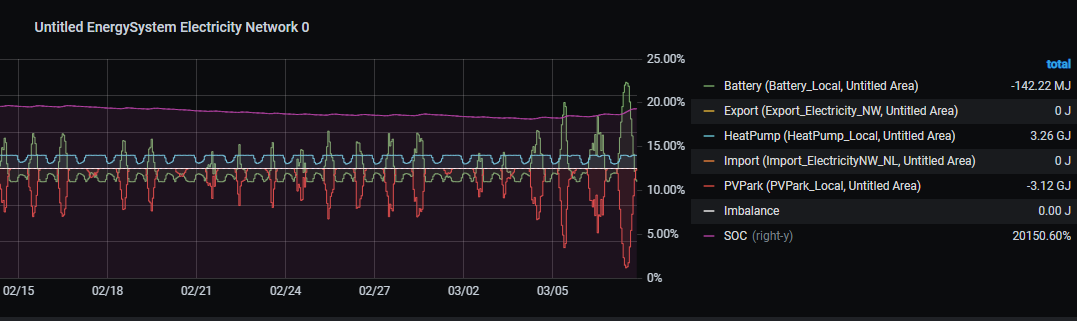 Untitled EnergySystem Electricity Network 0
25.00%
20.00%
15.00%
10.00%
5.00%
0%
02/15 02/18 02/21 02/24 02/27 03/02 03/05
total
Battery (Battery_Local, Untitled Area) -142.22 MJ
Export (Export_Electricity_NW, Untitled Area) 0 J
HeatPump (HeatPump_Local, Untitled Area) 3.26 GJ
Import (Import_ElectricityNW_NL, Untitled Area) 0 J
PVPark (PVPark_Local, Untitled Area) -3.12 GJ
Imbalance 0.00 J
SOC (right-y) 20150.60%